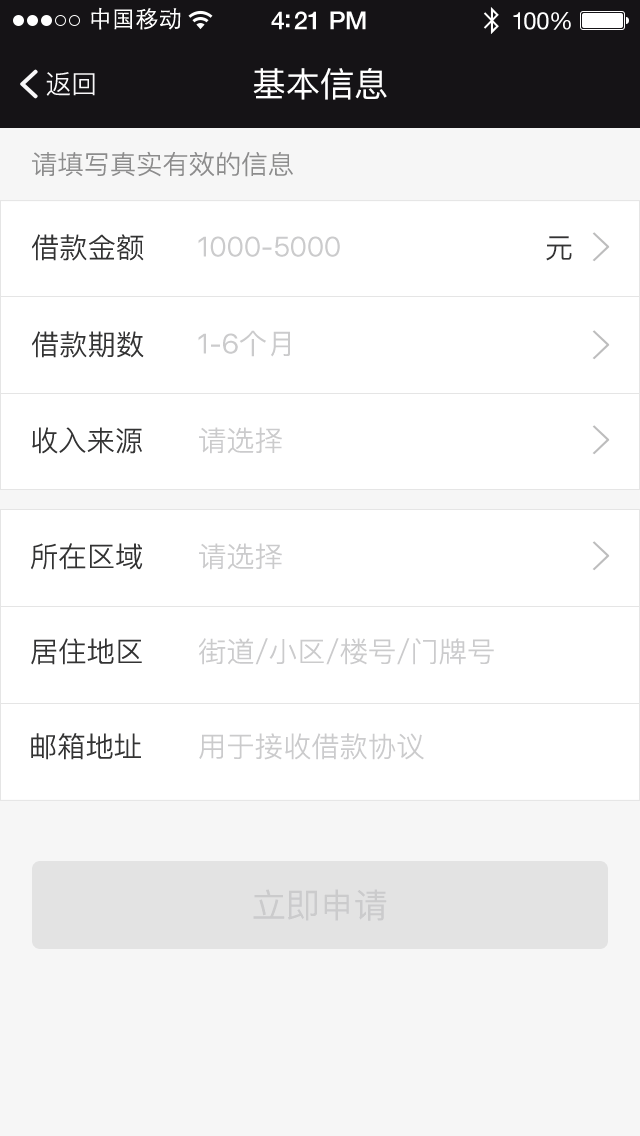 中国移动 4:21 PM 100%
返回 基本信息
请填写真实有效的信息
借款金额 1000-5000 元
借款期数 1-6个月
收入来源 请选择
所在区域 请选择
居住地区 街道/小区/楼号/门牌号
邮箱地址 用于接收借款协议
立即申请